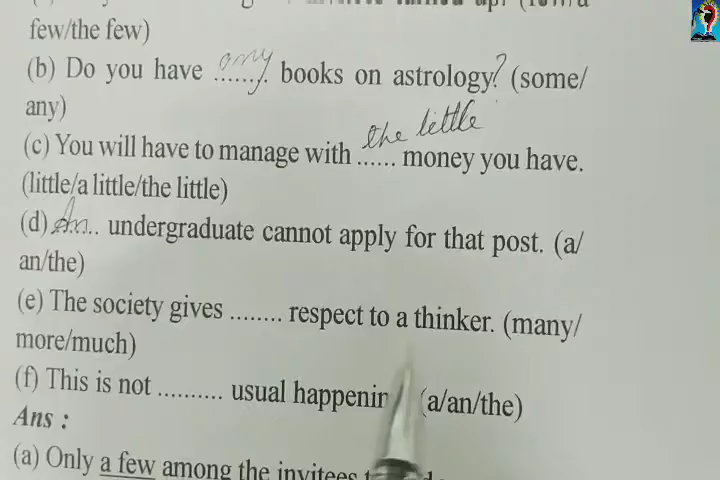 few/the few)
(b) Do you have any books on astrology? (some/
any)
(c) You will have to manage with the little money you have.
(little/a little/the little)
(d) An undergraduate cannot apply for that post. (a/
an/the)
(e) The society gives ........ respect to a thinker. (many/
more/much)
(f) This is not .......... usual happenin (a/an/the)
Ans :
(a) Only a few among the invitees